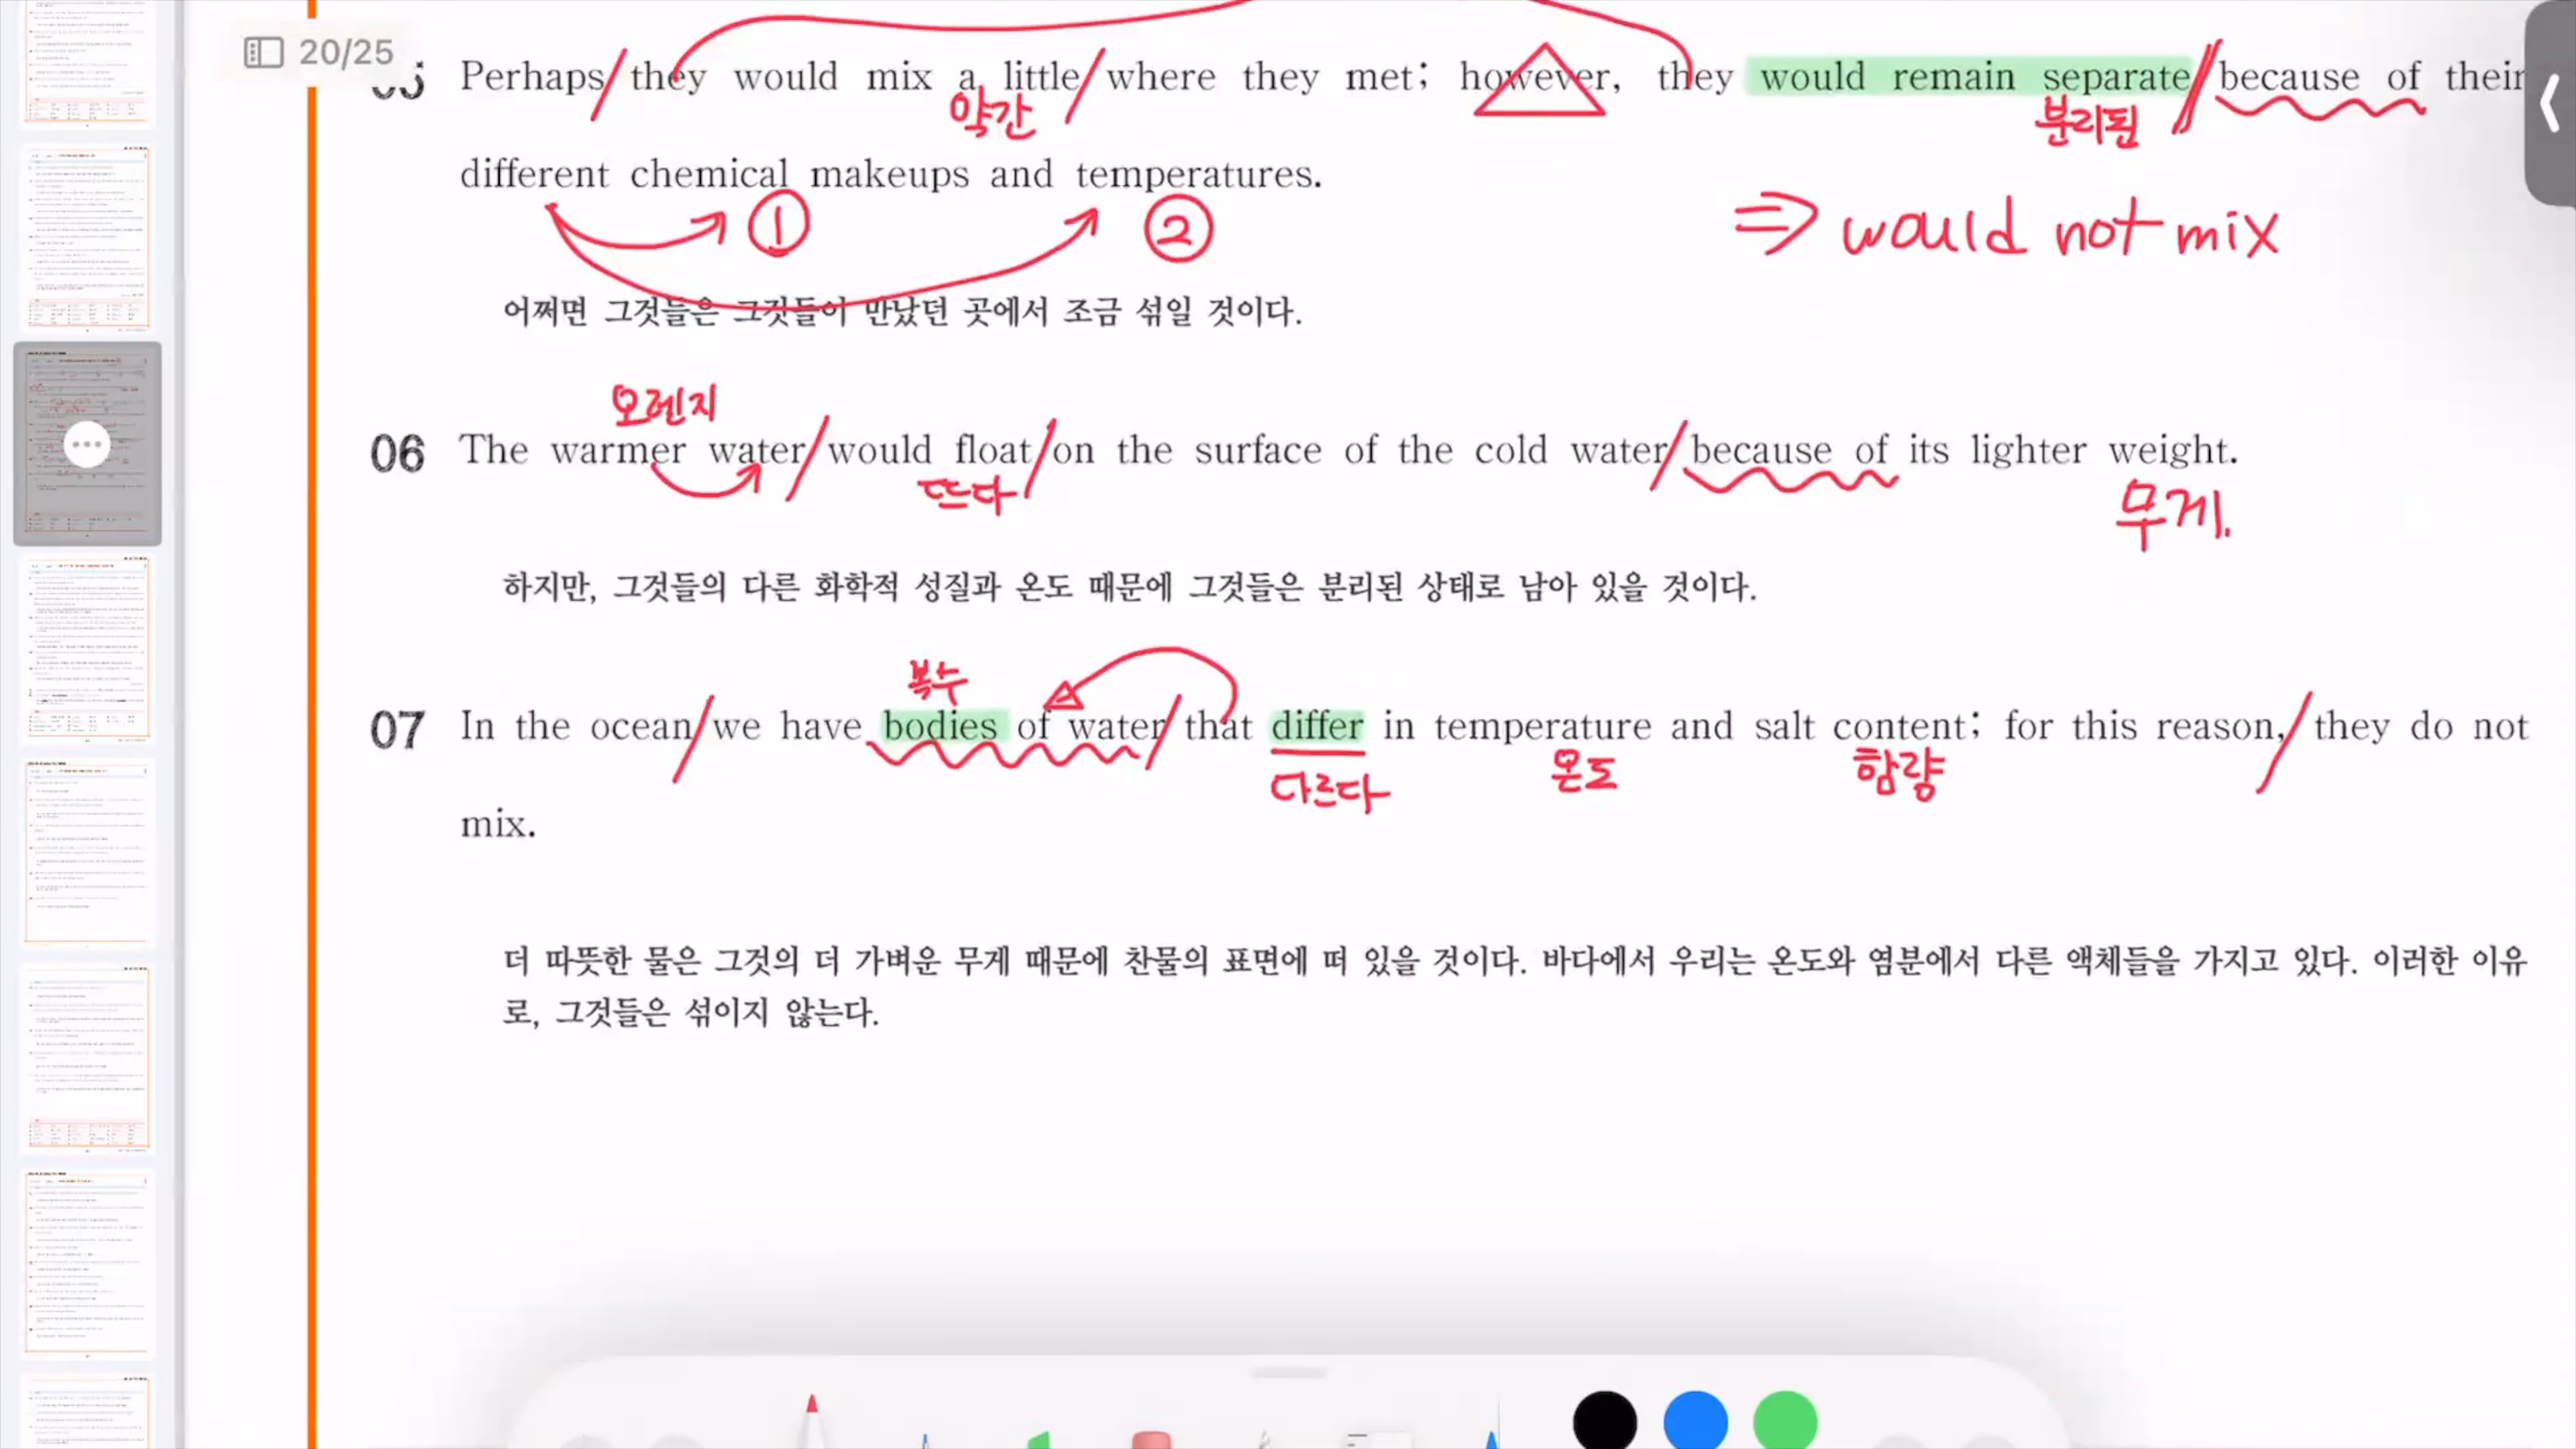 20/25
05 Perhaps they would mix a little where they met; however, they would remain separate because of their
약간
분리된
different chemical makeups and temperatures.
① ②
⇒ would not mix
어쩌면 그것들은 그것들이 만났던 곳에서 조금 섞일 것이다.
오렌지
06 The warmer water would float on the surface of the cold water because of its lighter weight.
뜨다
무게.
하지만, 그것들의 다른 화학적 성질과 온도 때문에 그것들은 분리된 상태로 남아 있을 것이다.
복수
07 In the ocean we have bodies of water that differ in temperature and salt content; for this reason, they do not
다르다 온도 함량
mix.
더 따뜻한 물은 그것의 더 가벼운 무게 때문에 찬물의 표면에 떠 있을 것이다. 바다에서 우리는 온도와 염분에서 다른 액체들을 가지고 있다. 이러한 이유
로, 그것들은 섞이지 않는다.